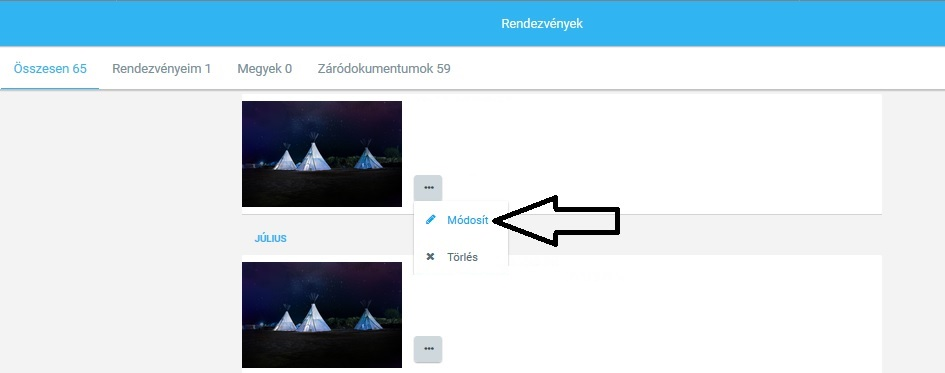 Rendezvények
Összesen 65 Rendezvényeim 1 Megyek 0 Záródokumentumok 59
Módosít
JÚLIUS
Törlés